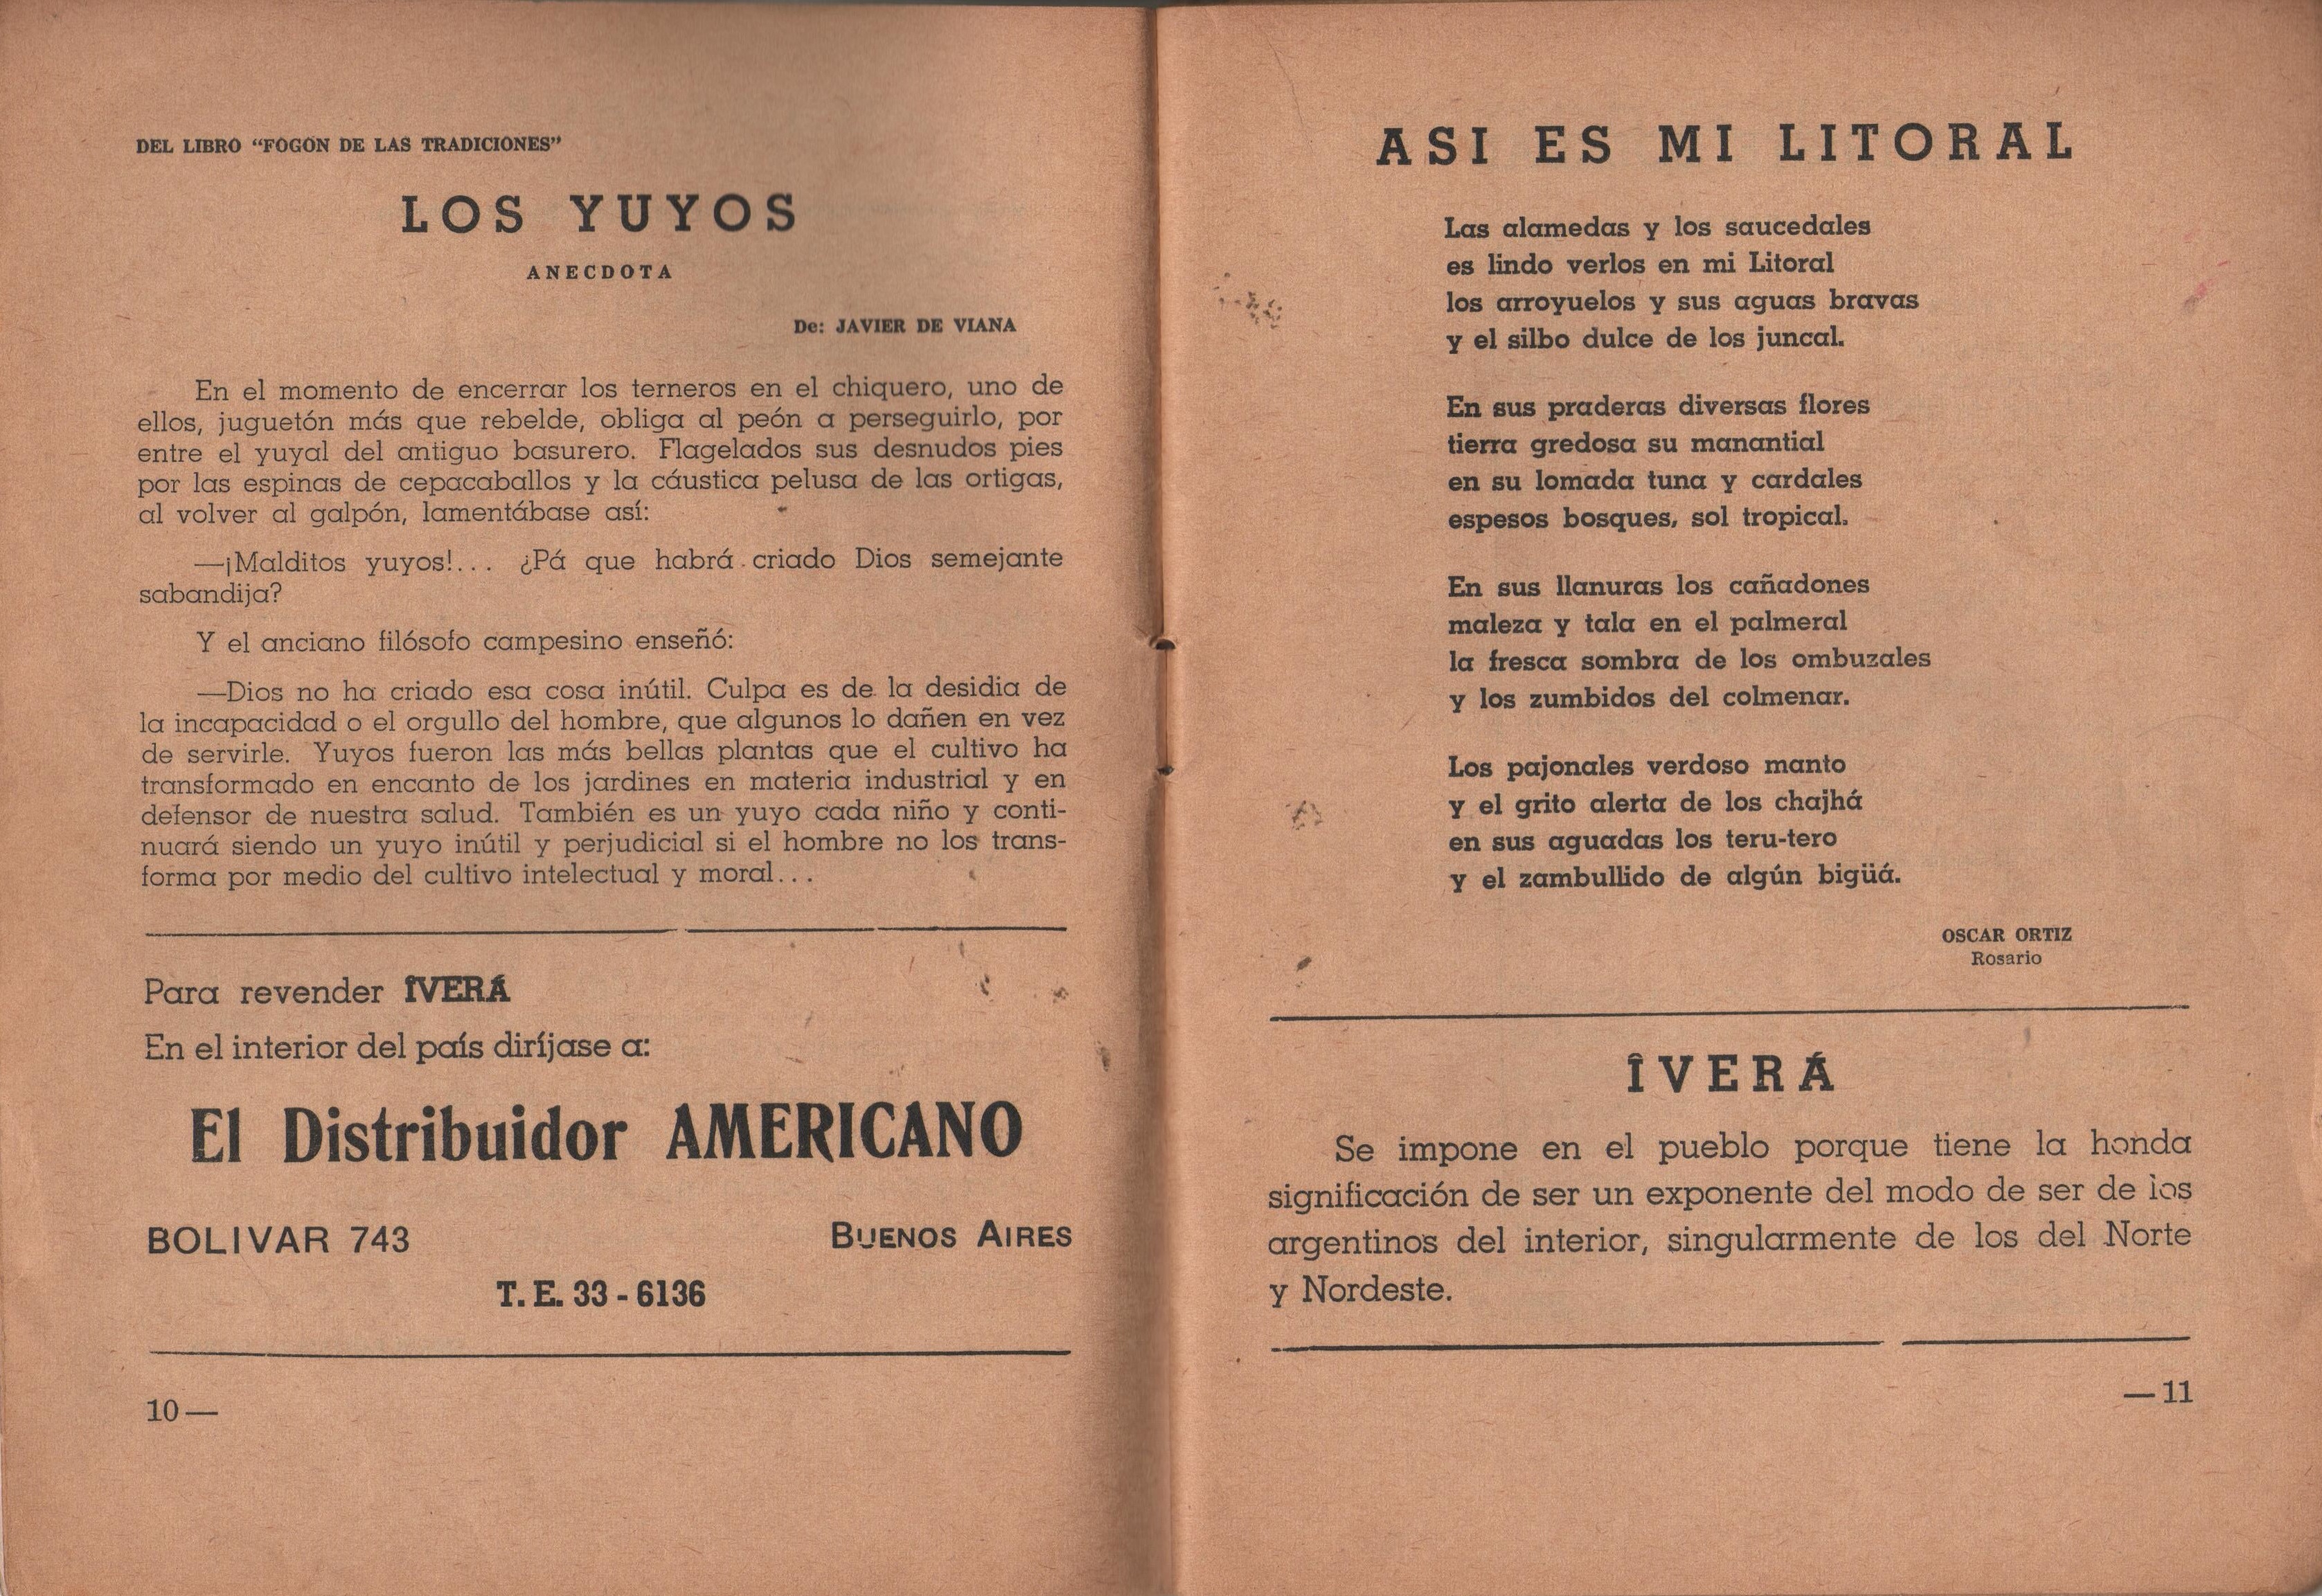 DEL LIBRO “FOGON DE LAS TRADICIONES”
LOS YUYOS
ANECDOTA
De: JAVIER DE VIANA
En el momento de encerrar los terneros en el chiquero, uno de
ellos, juguetón más que rebelde, obliga al peón a perseguirlo, por
entre el yuyal del antiguo basurero. Flagelados sus desnudos pies
por las espinas de cepacaballos y la cáustica pelusa de las ortigas,
al volver al galpón, lamentábase así:
—¡Malditos yuyos!... ¿Pá que habrá criado Dios semejante
sabandija?
Y el anciano filósofo campesino enseñó:
—Dios no ha criado esa cosa inútil. Culpa es de la desidia de
la incapacidad o el orgullo del hombre, que algunos lo dañen en vez
de servirle. Yuyos fueron las más bellas plantas que el cultivo ha
transformado en encanto de los jardines en materia industrial y en
defensor de nuestra salud. También es un yuyo cada niño y conti-
nuará siendo un yuyo inútil y perjudicial si el hombre no los trans-
forma por medio del cultivo intelectual y moral...
Para revender ÎVERÁ
En el interior del país diríjase a:
El Distribuidor AMERICANO
BOLIVAR 743 BUENOS AIRES
T. E. 33 - 6136
10 —
ASI ES MI LITORAL
Las alamedas y los saucedales
es lindo verlos en mi Litoral
los arroyuelos y sus aguas bravas
y el silbo dulce de los juncal.
En sus praderas diversas flores
tierra gredosa su manantial
en su lomada tuna y cardales
espesos bosques, sol tropical.
En sus llanuras los cañadones
maleza y tala en el palmeral
la fresca sombra de los ombuzales
y los zumbidos del colmenar.
Los pajonales verdoso manto
y el grito alerta de los chajhá
en sus aguadas los teru-tero
y el zambullido de algún bigüá.
OSCAR ORTIZ
Rosario
ÎVERÁ
Se impone en el pueblo porque tiene la honda
significación de ser un exponente del modo de ser de los
argentinos del interior, singularmente de los del Norte
y Nordeste.
— 11